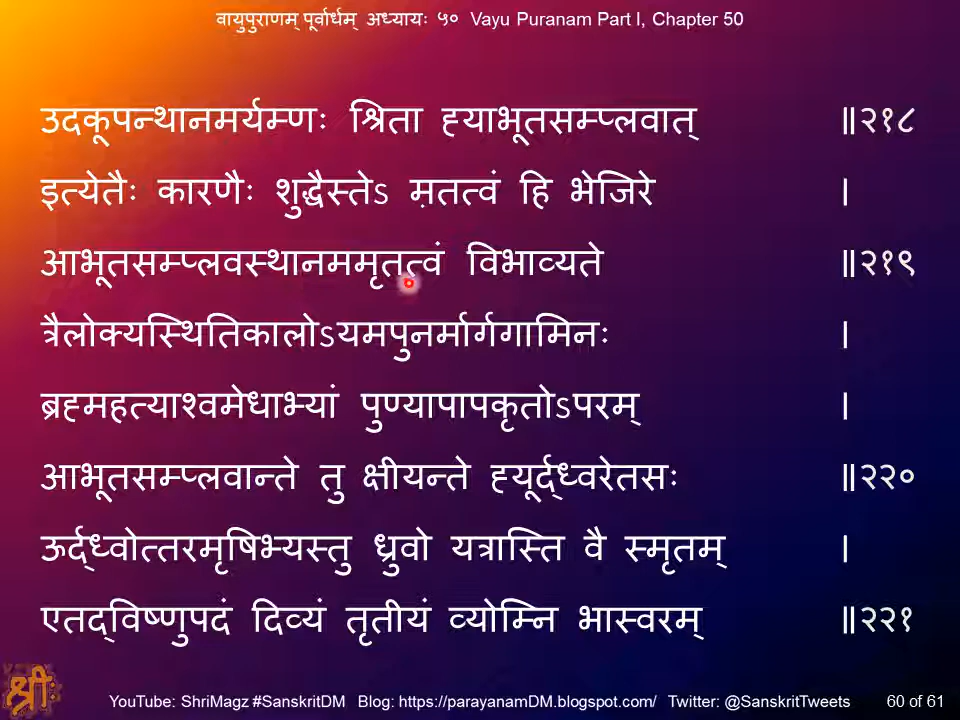 वायुपुराणम् पूर्वार्धम् अध्यायः ५० Vayu Puranam Part I, Chapter 50
उदकूपन्थानमर्यम्णः श्रिता ह्याभूतसम्प्लवात् ॥२१८
इत्येतैः कारणैः शुद्धैस्तेऽ म़तत्वं हि भेजिरे ।
आभूतसम्प्लवस्थानममृतत्वं विभाव्यते ॥२१९
त्रैलोक्यस्थितिकालोऽयमपुनर्मार्गगामिनः ।
ब्रह्महत्याश्वमेधाभ्यां पुण्यापापकृतोऽपरम् ।
आभूतसम्प्लवान्ते तु क्षीयन्ते ह्यूर्द्ध्वरेतसः ॥२२०
ऊर्द्ध्वोत्तरमृषिभ्यस्तु ध्रुवो यत्रास्ति वै स्मृतम् ।
एतद्विष्णुपदं दिव्यं तृतीयं व्योम्नि भास्वरम् ॥२२१
श्रीः
YouTube: ShriMagz #SanskritDM Blog: https://parayanamDM.blogspot.com/ Twitter: @SanskritTweets 60 of 61